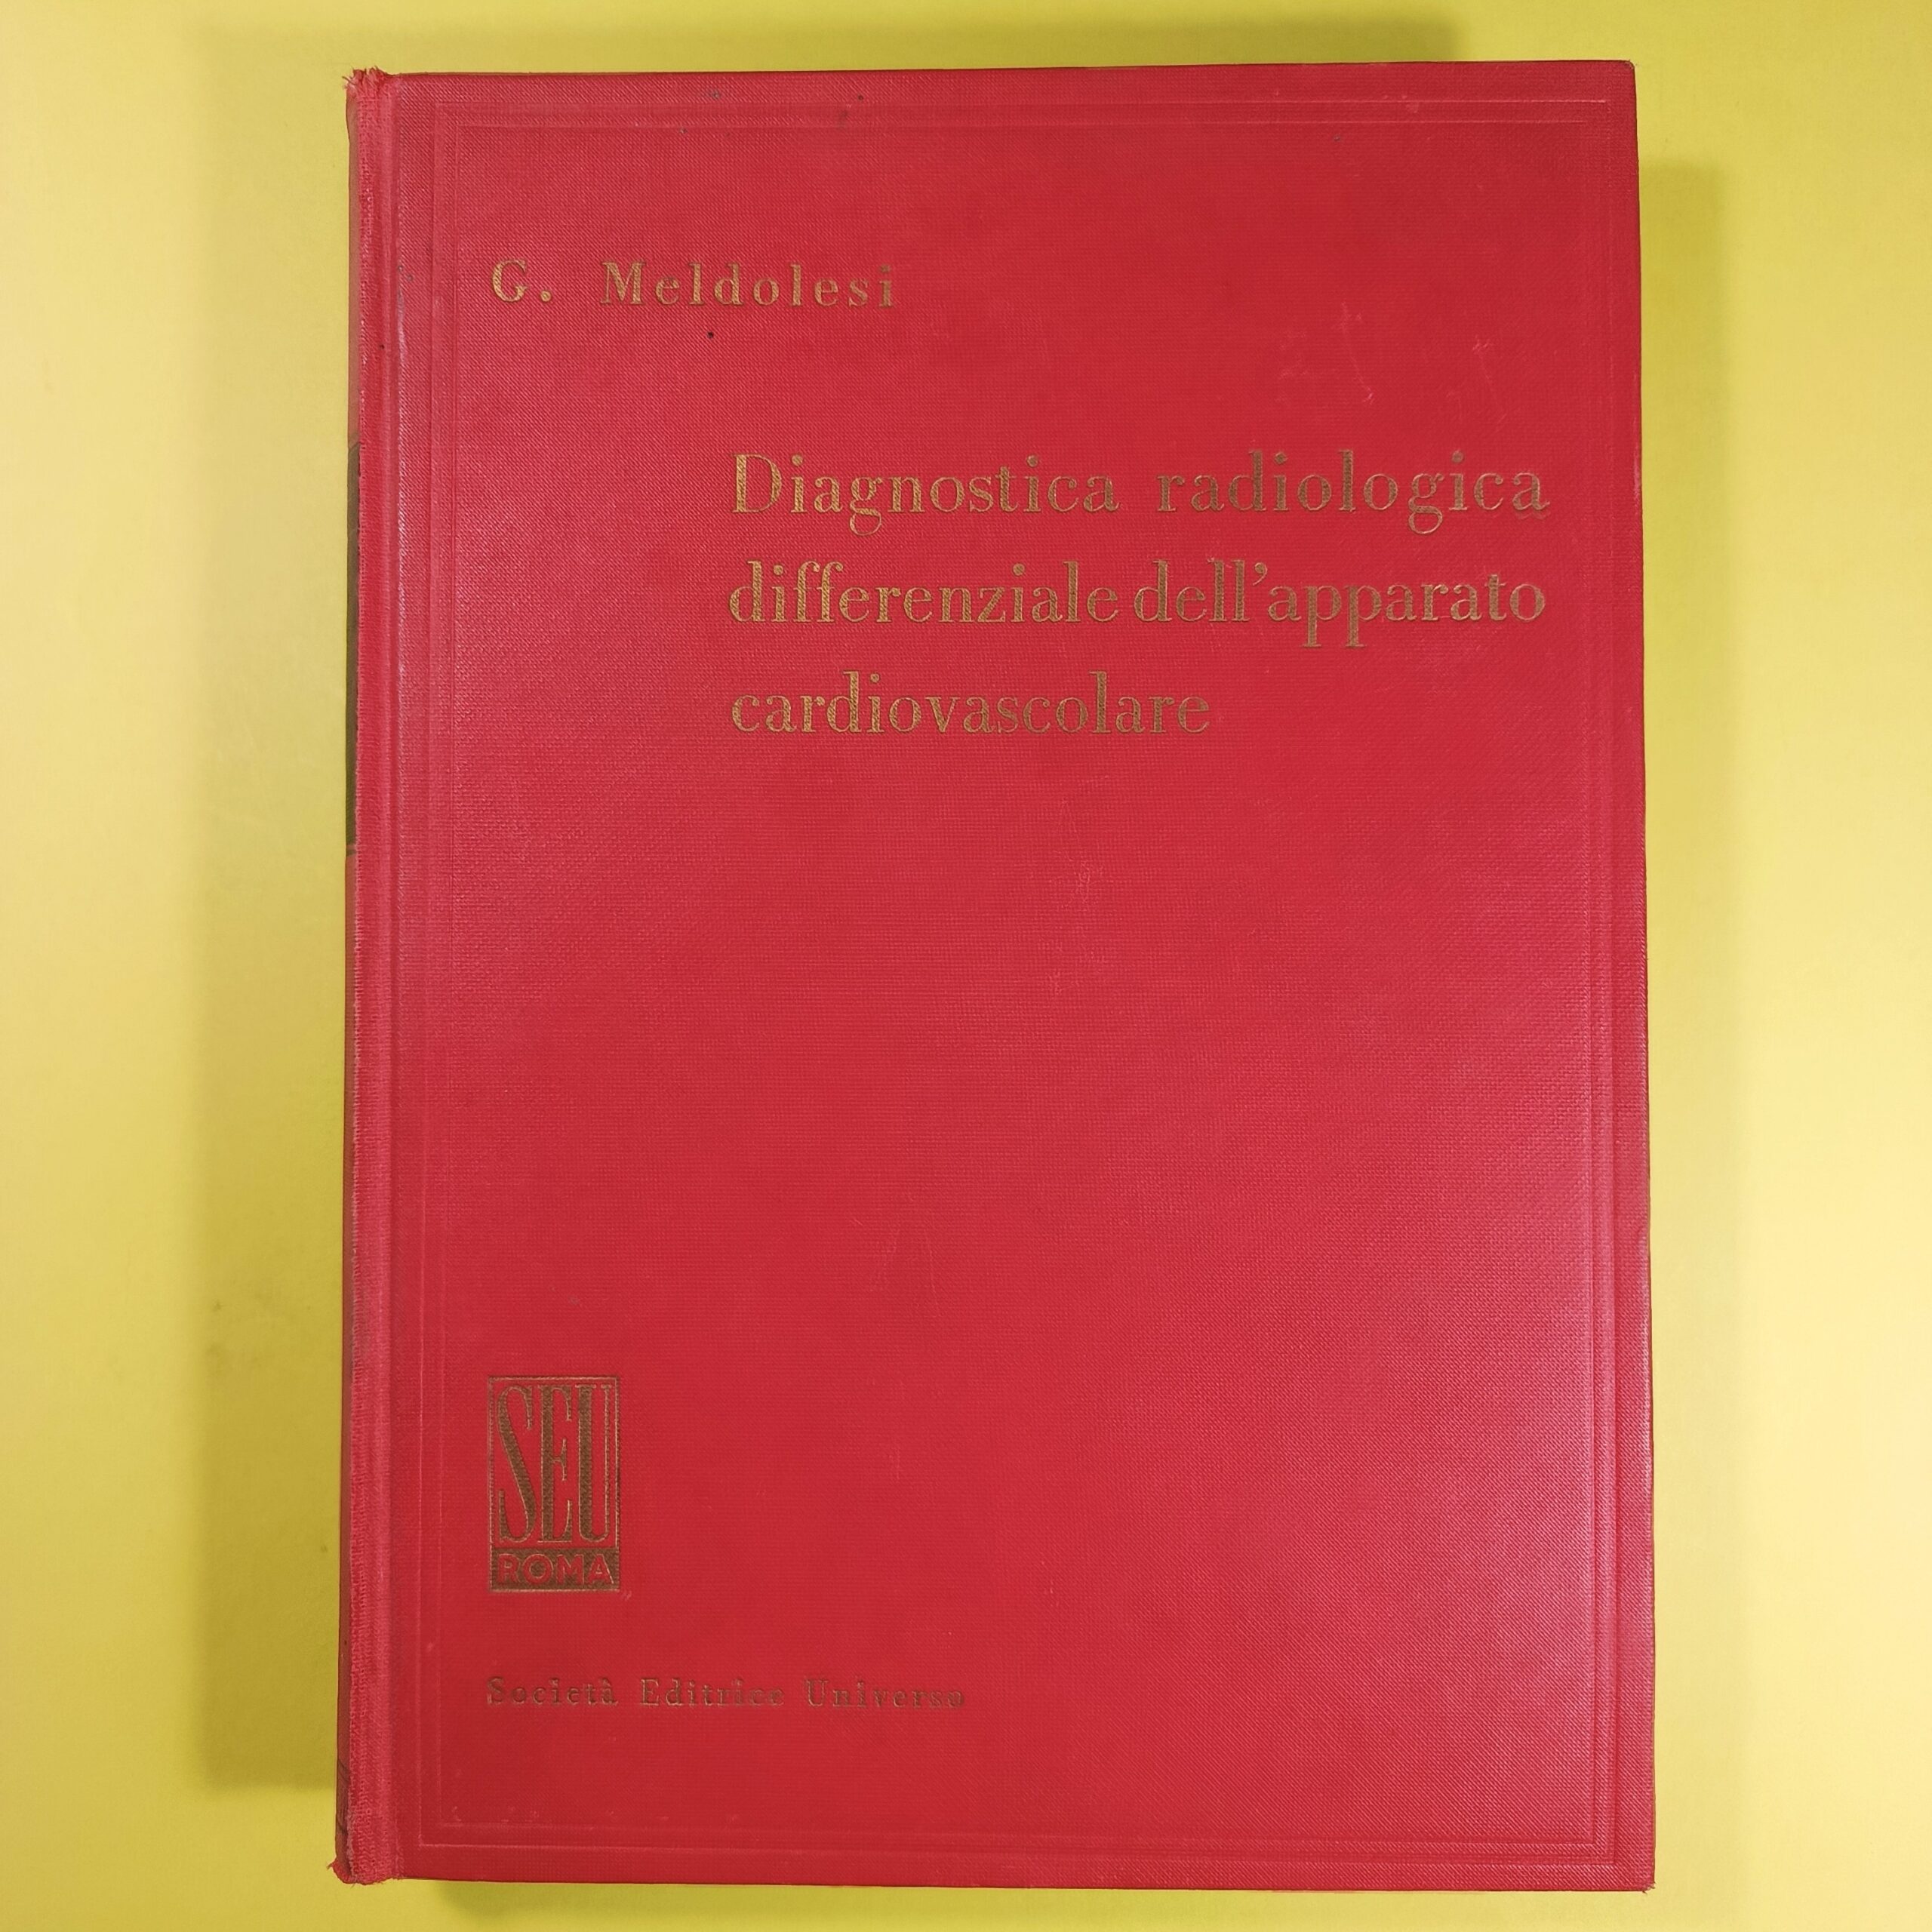 G. Meldolesi
Diagnostica radiologica
differenziale dell'apparato
cardiovascolare
SEU
ROMA
Società Editrice Universo